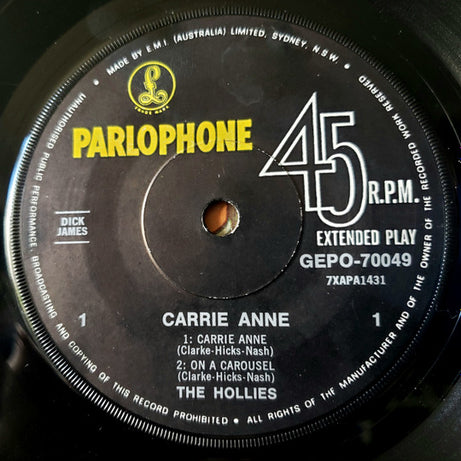 MADE BY E.M.I. (AUSTRALIA) LIMITED, SYDNEY, N.S.W.
£
TRADE MARK
PARLOPHONE
45
R.P.M.
EXTENDED PLAY
GEPO-70049
7XAPA1431
DICK
JAMES
1
CARRIE ANNE
1
1: CARRIE ANNE
(Clarke-Hicks-Nash)
2: ON A CAROUSEL
(Clarke-Hicks-Nash)
THE HOLLIES
UNAUTHORISED PUBLIC PERFORMANCE, BROADCASTING AND COPYING OF THIS RECORD PROHIBITED • ALL RIGHTS OF THE MANUFACTURER AND OF THE OWNER OF THE RECORDED WORK RESERVED